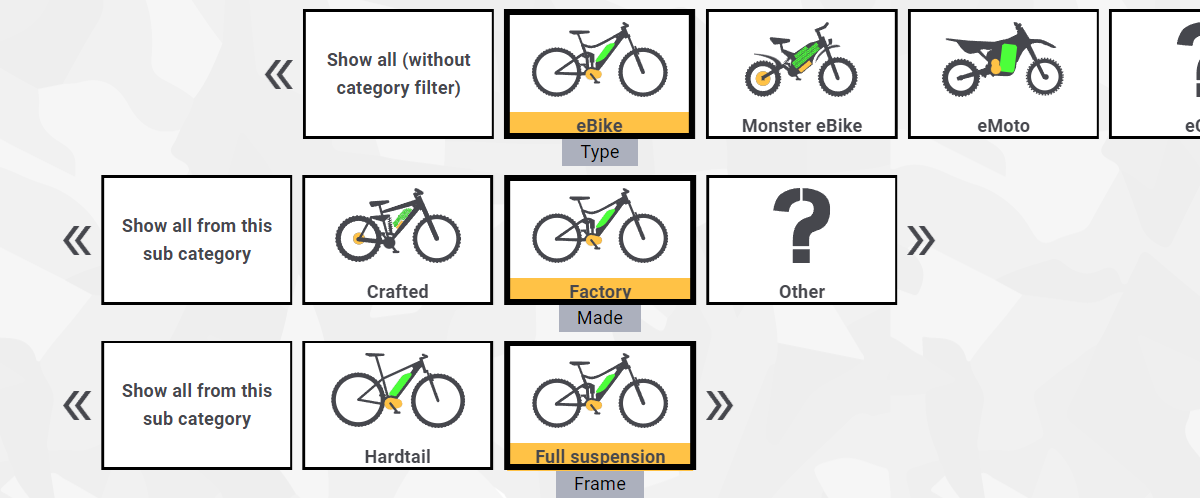 Show all (without
category filter)
eBike
Monster eBike
eMoto
Type
Show all from this
sub category
Crafted
Factory
Other
Made
Show all from this
sub category
Hardtail
Full suspension
Frame